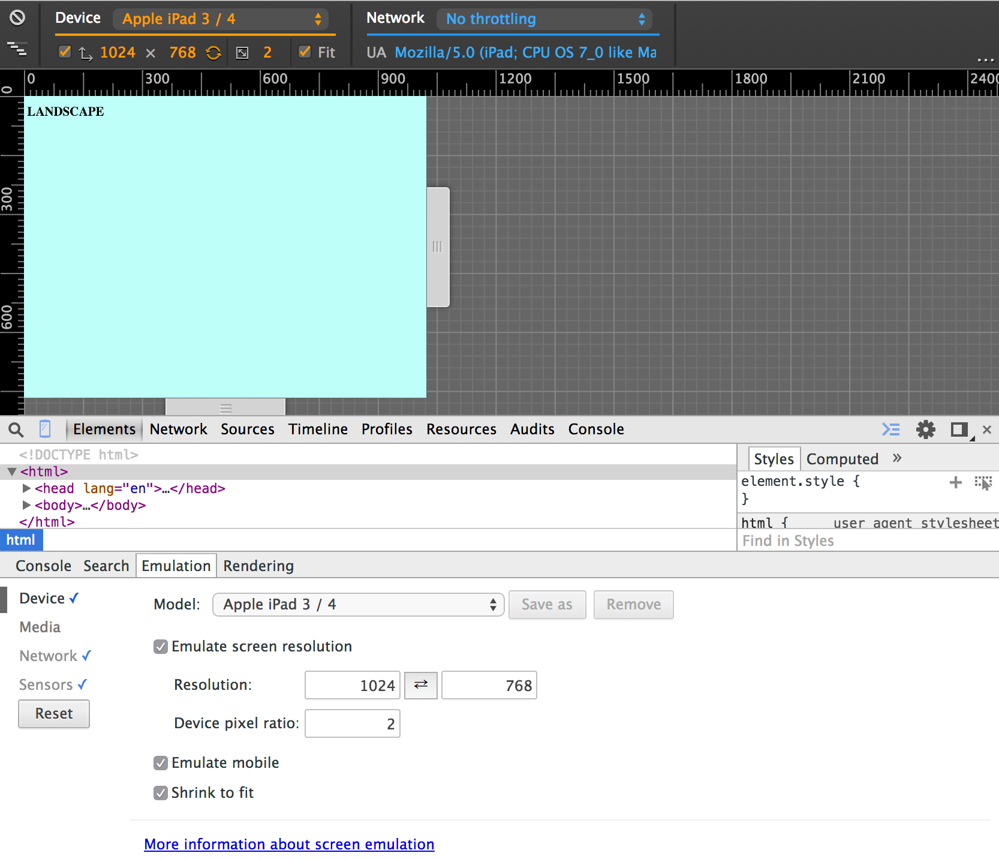 Device Apple iPad 3 / 4 Network No throttling
1024 × 768 2 Fit UA Mozilla/5.0 (iPad; CPU OS 7_0 like Ma ...
0 300 600 900 1200 1500 1800 2100 2400
0
300
600
LANDSCAPE
Elements Network Sources Timeline Profiles Resources Audits Console
<!DOCTYPE html>
<html>
<head lang="en">…</head>
<body>…</body>
</html>
html
Styles Computed »
element.style {
}
html { user agent stylesheet
Find in Styles
Console Search Emulation Rendering
Device ✓
Media
Network ✓
Sensors ✓
Reset
Model: Apple iPad 3 / 4 Save as Remove
Emulate screen resolution
Resolution: 1024 ⇄ 768
Device pixel ratio: 2
Emulate mobile
Shrink to fit
More information about screen emulation